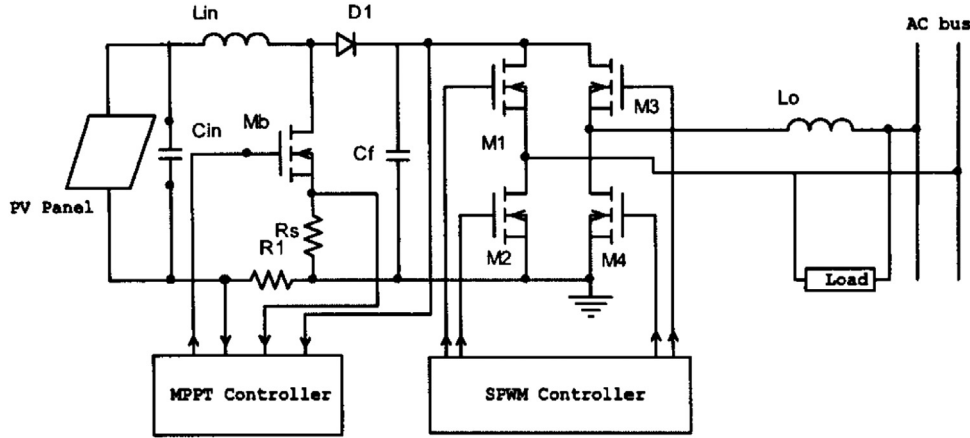 Lin
D1
AC bus
Cin
Mb
Cf
M1
M3
Lo
PV Panel
Rs
R1
M2
M4
Load
MPPT Controller
SPWM Controller